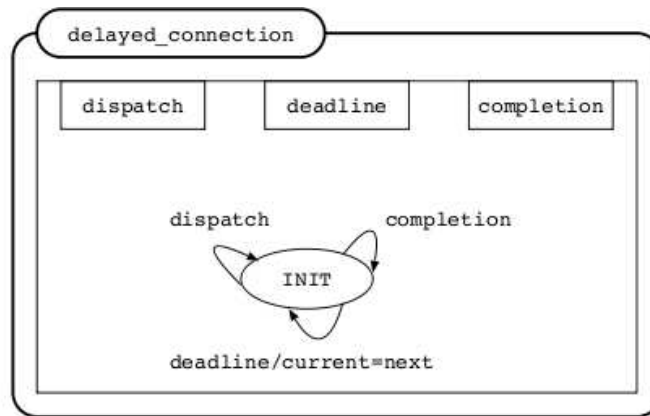 delayed_connection
dispatch deadline completion
dispatch completion
INIT
deadline/current=next